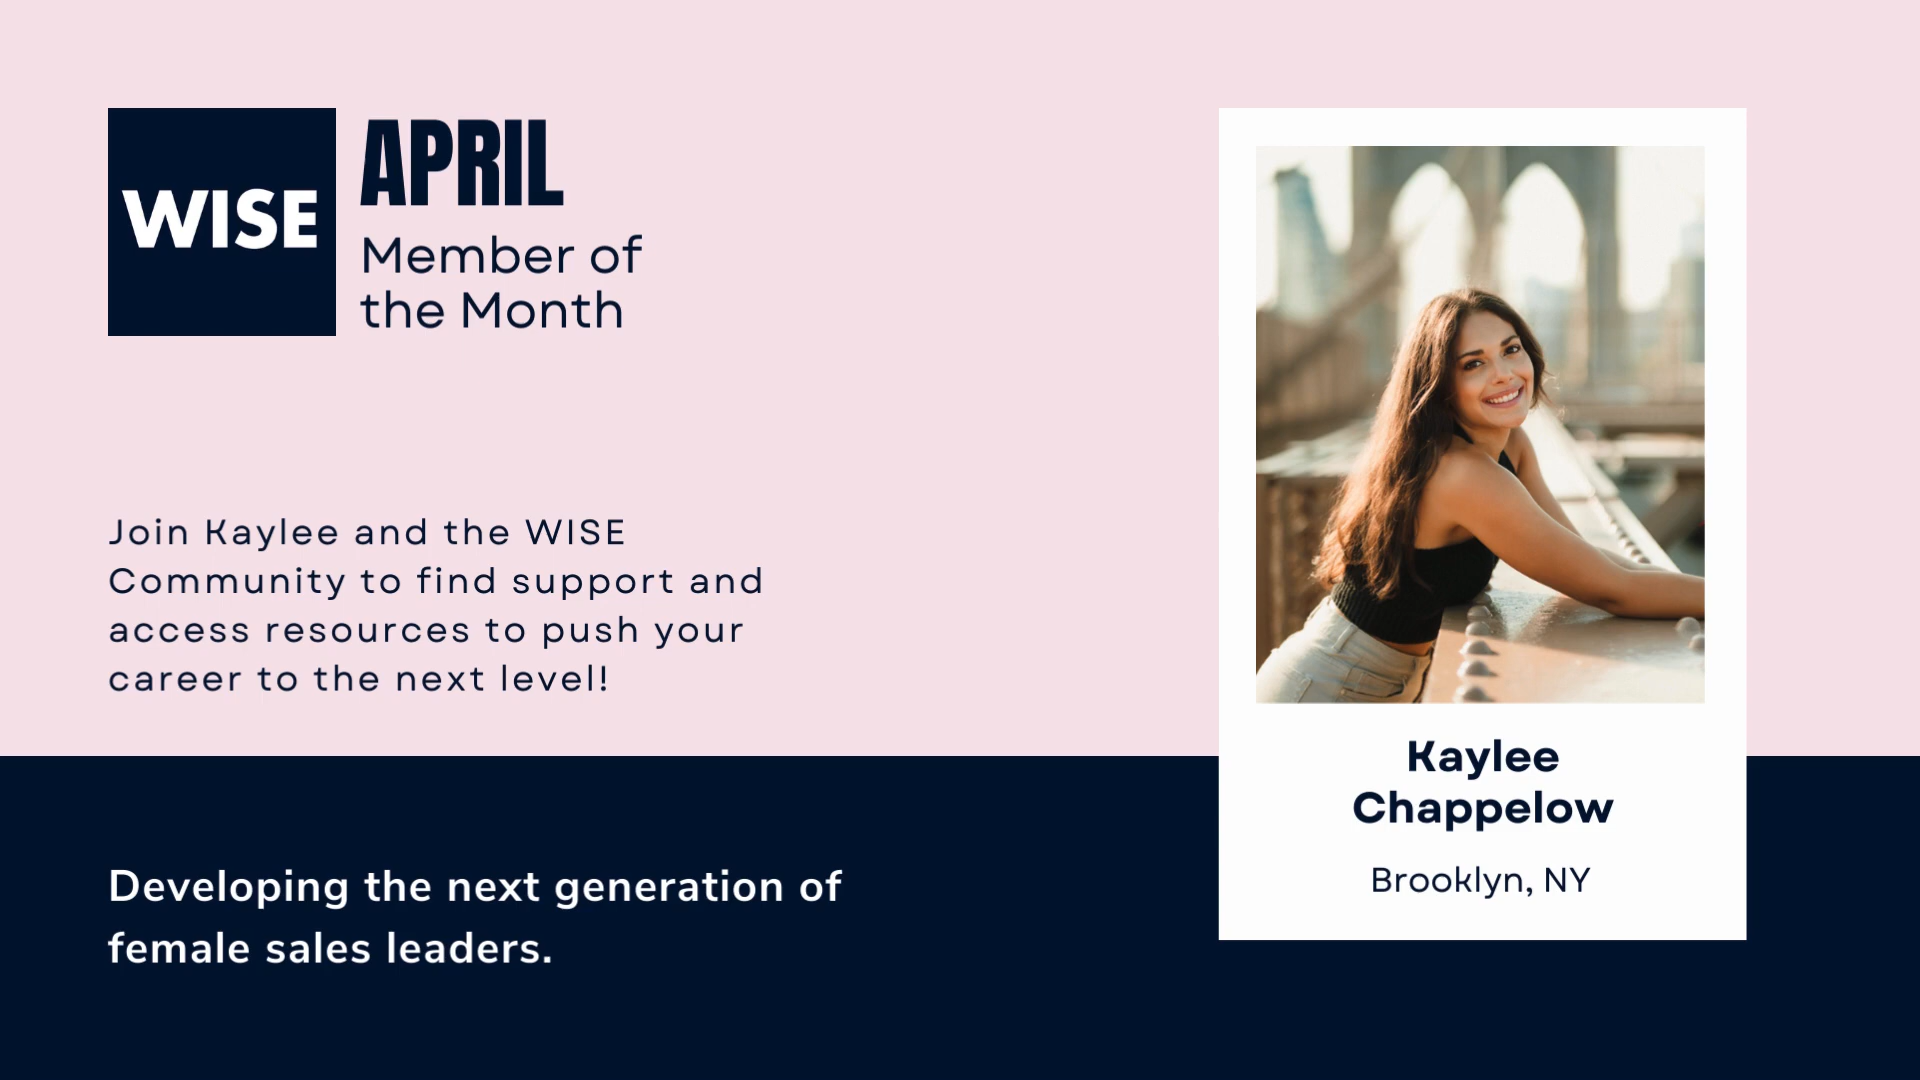 WISE
APRIL
Member of
the Month
Join Kaylee and the WISE
Community to find support and
access resources to push your
career to the next level!
Kaylee
Chappelow
Brooklyn, NY
Developing the next generation of
female sales leaders.